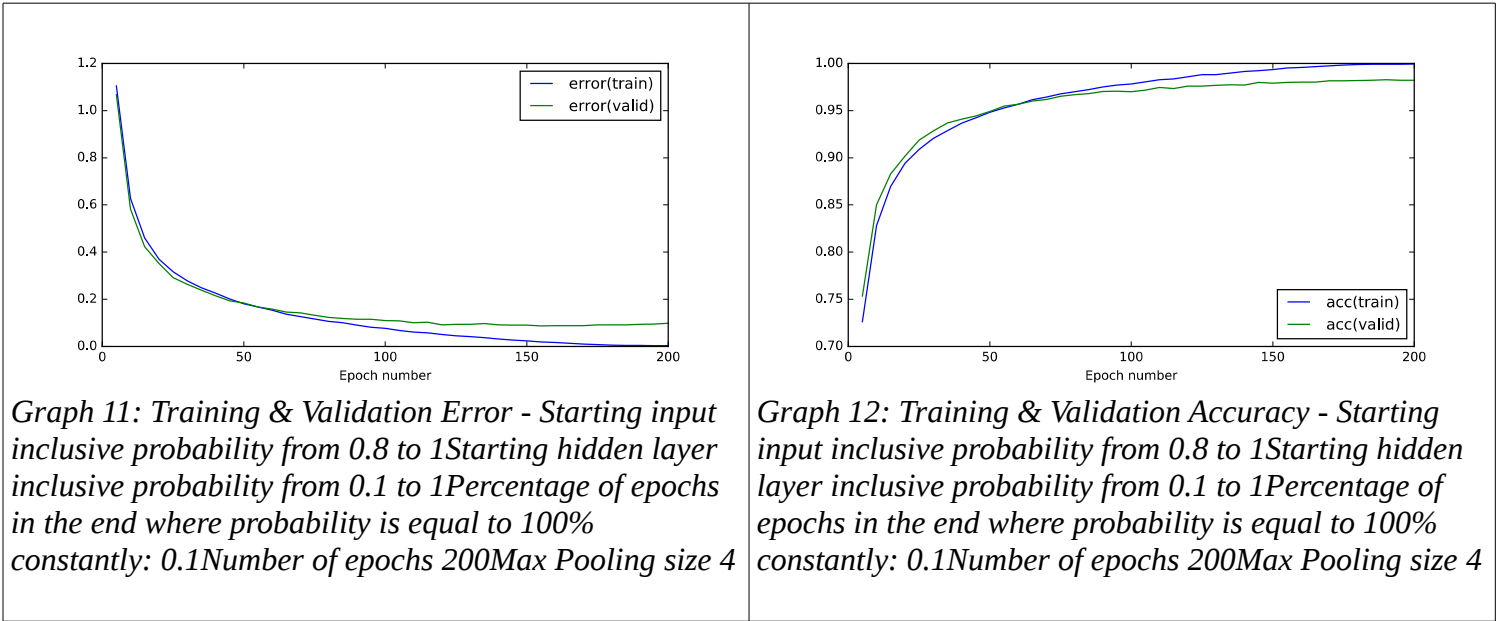 1.2
1.0
0.8
0.6
0.4
0.2
0.0
0
50
100
150
200
Epoch number
error(train)
error(valid)
Graph 11: Training & Validation Error - Starting input
inclusive probability from 0.8 to 1Starting hidden layer
inclusive probability from 0.1 to 1Percentage of epochs
in the end where probability is equal to 100%
constantly: 0.1Number of epochs 200Max Pooling size 4
1.00
0.95
0.90
0.85
0.80
0.75
0.70
0
50
100
150
200
Epoch number
acc(train)
acc(valid)
Graph 12: Training & Validation Accuracy - Starting
input inclusive probability from 0.8 to 1Starting hidden
layer inclusive probability from 0.1 to 1Percentage of
epochs in the end where probability is equal to 100%
constantly: 0.1Number of epochs 200Max Pooling size 4